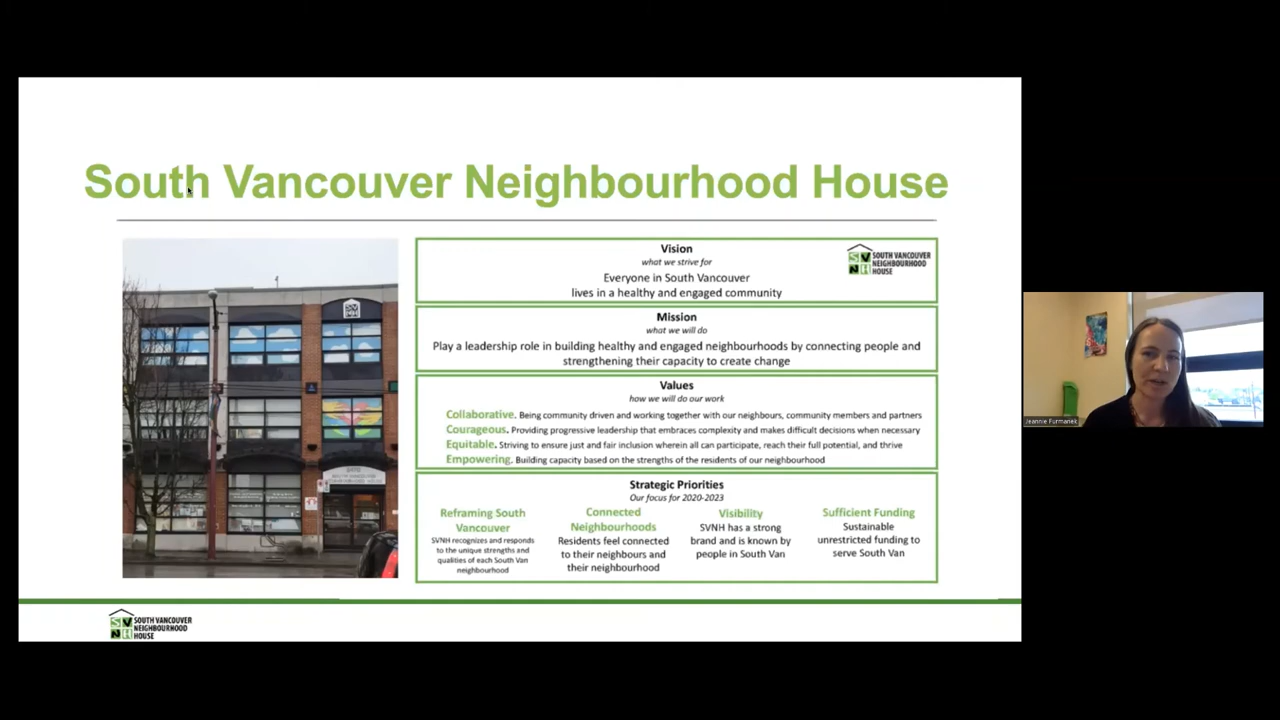 South Vancouver Neighbourhood House
Vision
what we strive for
Everyone in South Vancouver
lives in a healthy and engaged community
SV
NH
SOUTH VANCOUVER
NEIGHBOURHOOD
HOUSE
Mission
what we will do
Play a leadership role in building healthy and engaged neighbourhoods by connecting people and
strengthening their capacity to create change
Values
how we will do our work
Collaborative. Being community driven and working together with our neighbours, community members and partners
Courageous. Providing progressive leadership that embraces complexity and makes difficult decisions when necessary
Equitable. Striving to ensure just and fair inclusion wherein all can participate, reach their full potential, and thrive
Empowering. Building capacity based on the strengths of the residents of our neighbourhood
Strategic Priorities
Our focus for 2020-2023
Reframing South
Vancouver
SVNH recognizes and responds
to the unique strengths and
qualities of each South Van
neighbourhood
Connected
Neighbourhoods
Residents feel connected
to their neighbours and
their neighbourhood
Visibility
SVNH has a strong
brand and is known by
people in South Van
Sufficient Funding
Sustainable
unrestricted funding to
serve South Van
SV
NH
SOUTH VANCOUVER
NEIGHBOURHOOD
HOUSE
Jeannie Furmanek